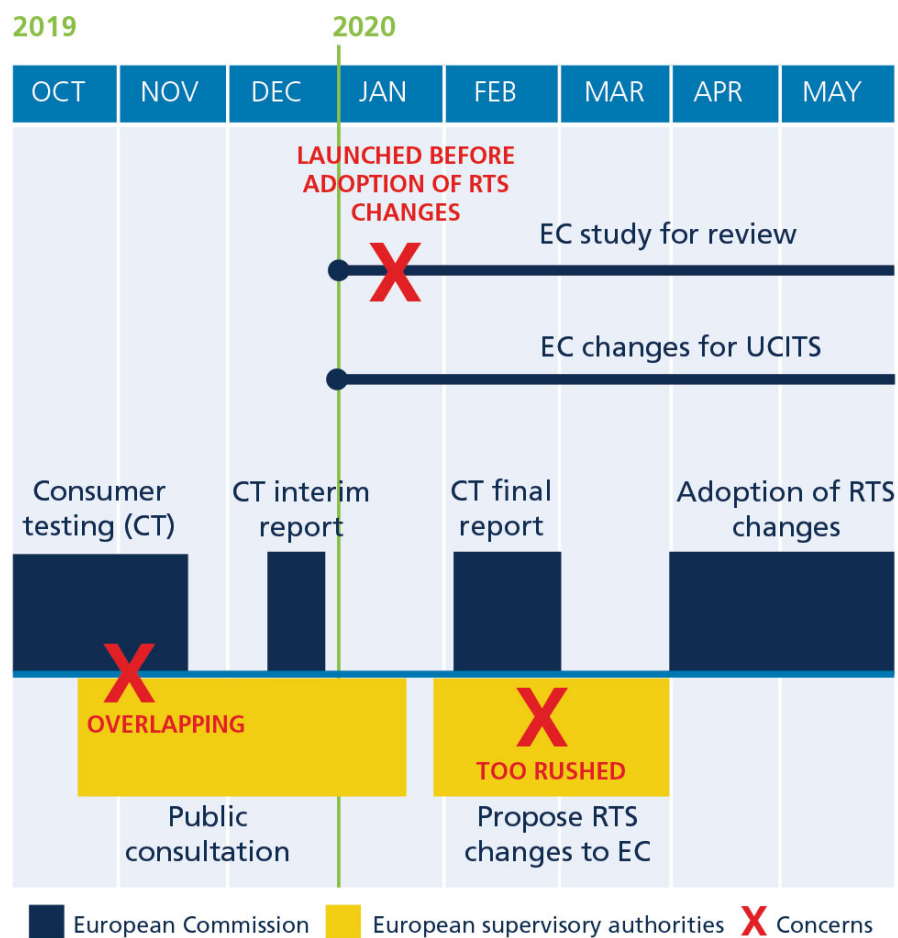 2019
2020
OCT NOV DEC JAN FEB MAR APR MAY
LAUNCHED BEFORE
ADOPTION OF RTS
CHANGES
X
EC study for review
EC changes for UCITS
Consumer
testing (CT)
CT interim
report
CT final
report
Adoption of RTS
changes
X
OVERLAPPING
X
TOO RUSHED
Public
consultation
Propose RTS
changes to EC
European Commission
European supervisory authorities
X Concerns